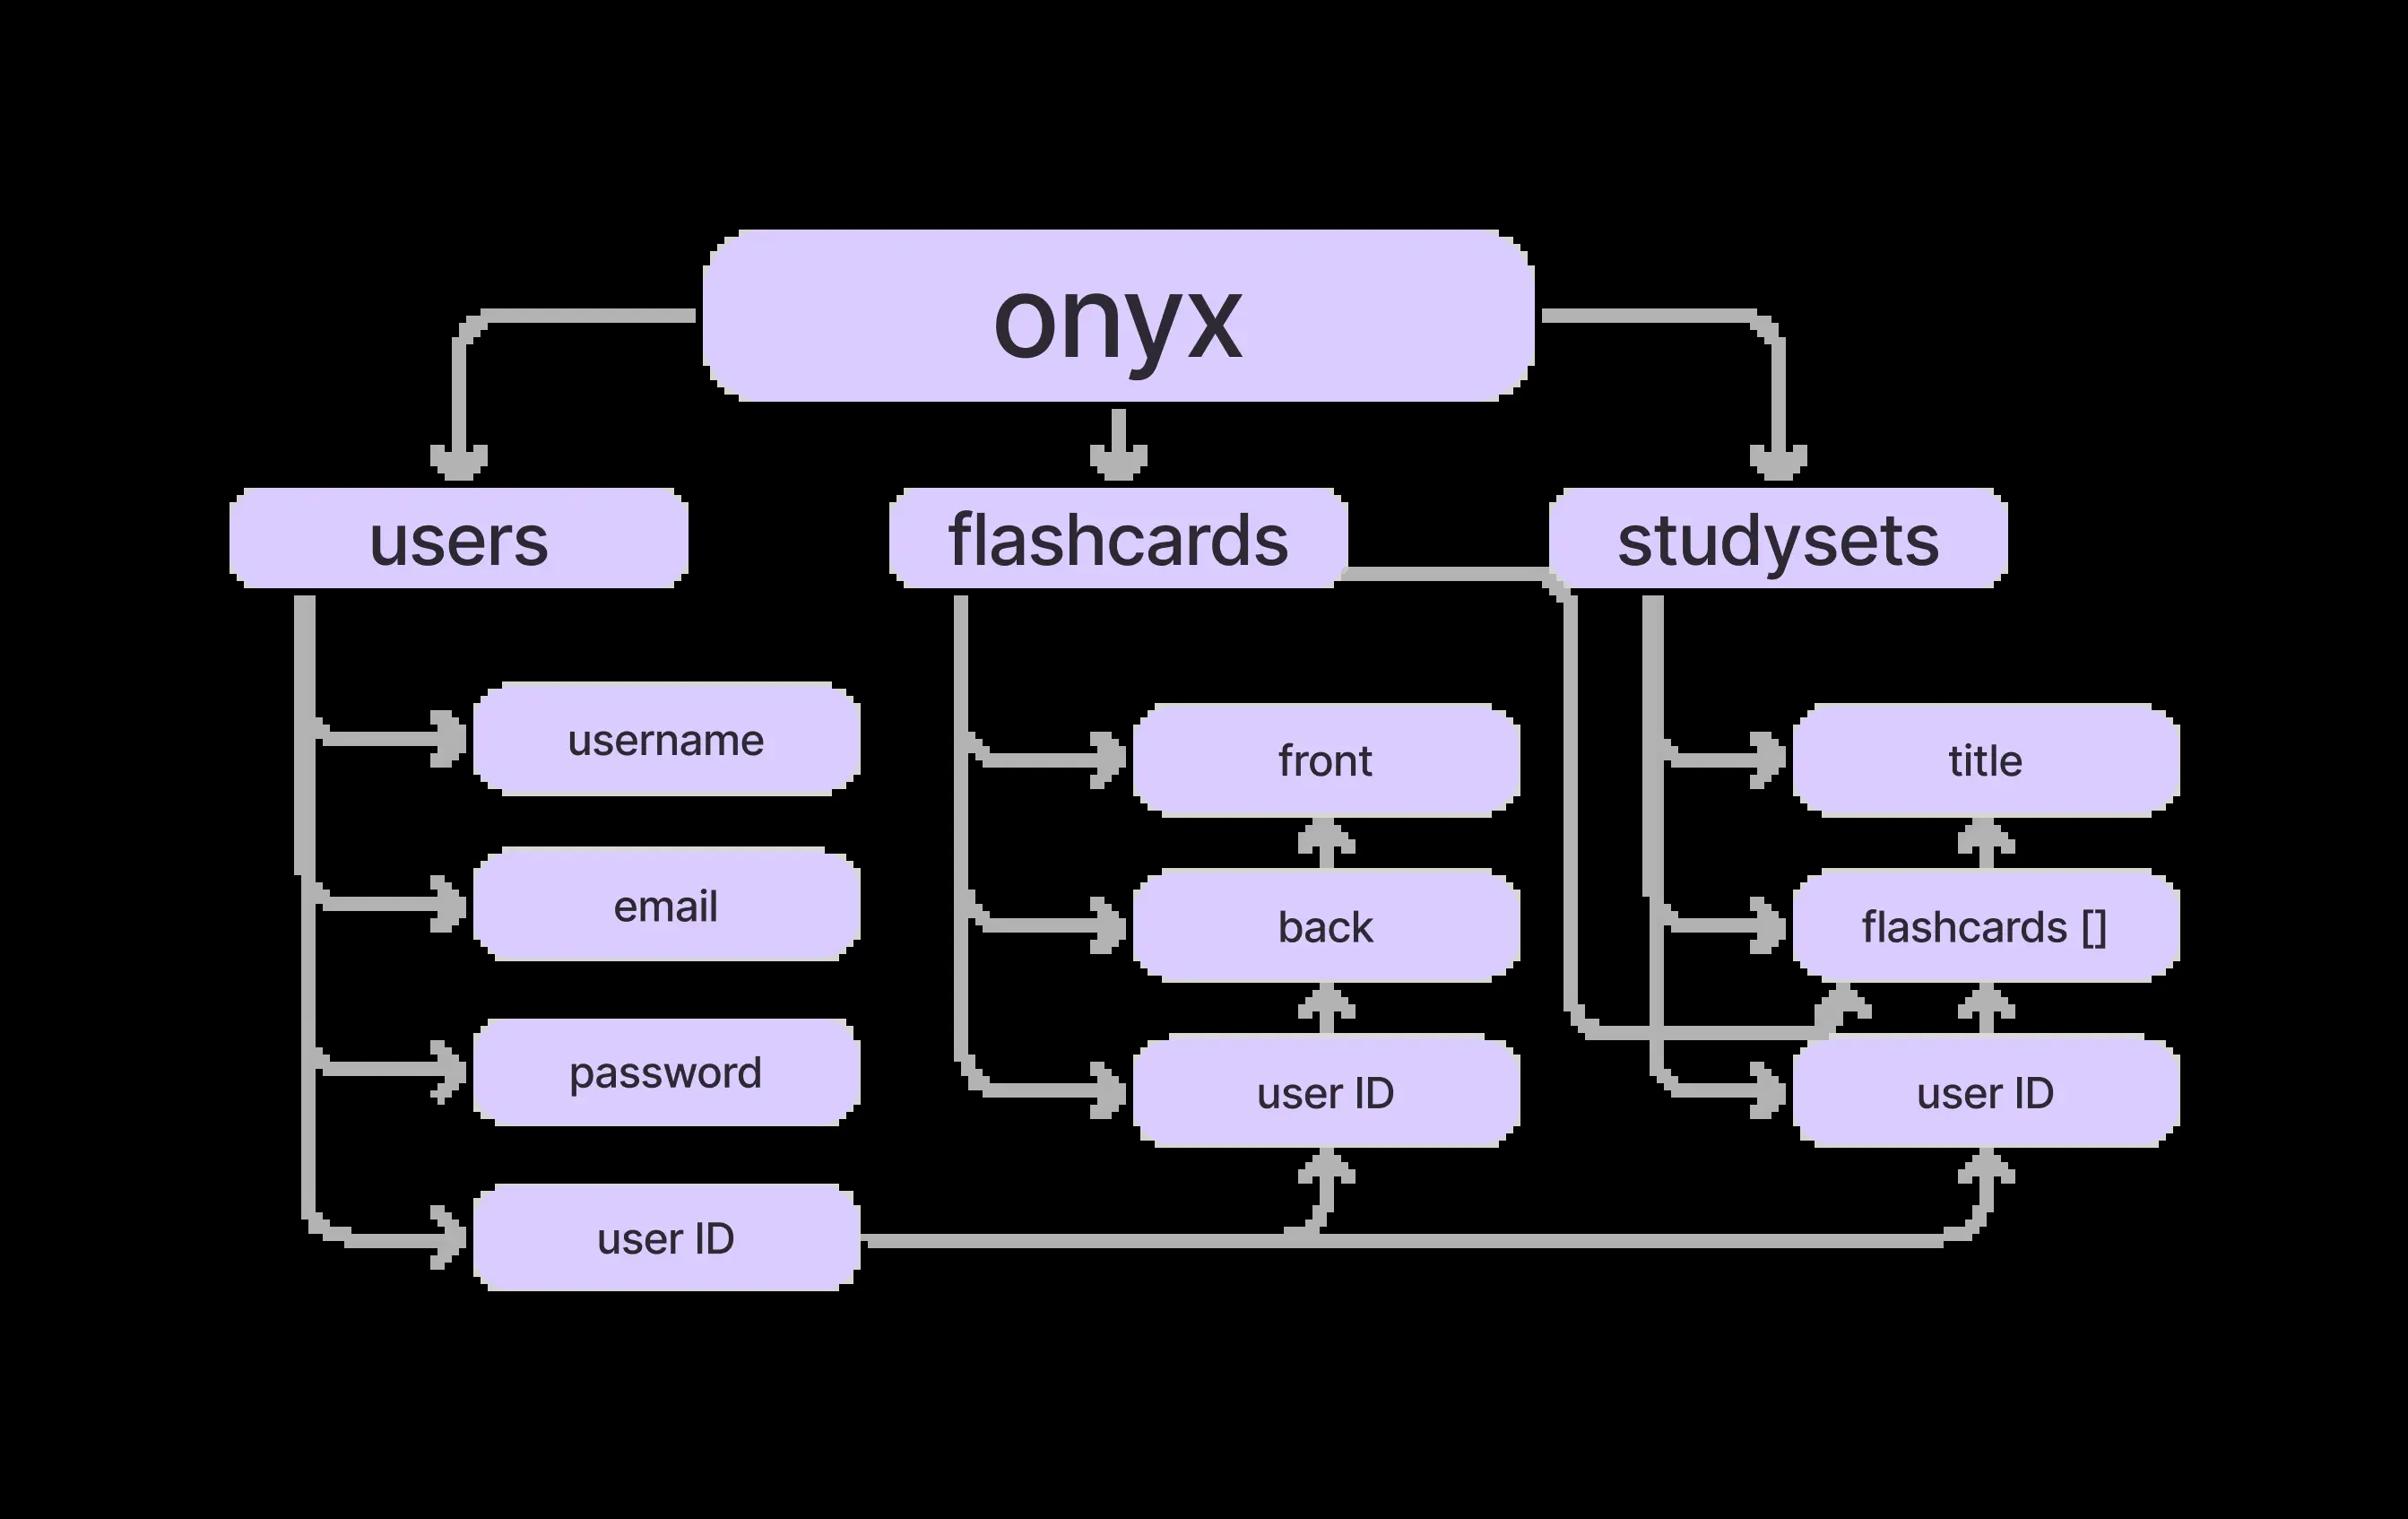 onyx
users
flashcards
studysets
username
email
password
user ID
front
back
user ID
title
flashcards []
user ID